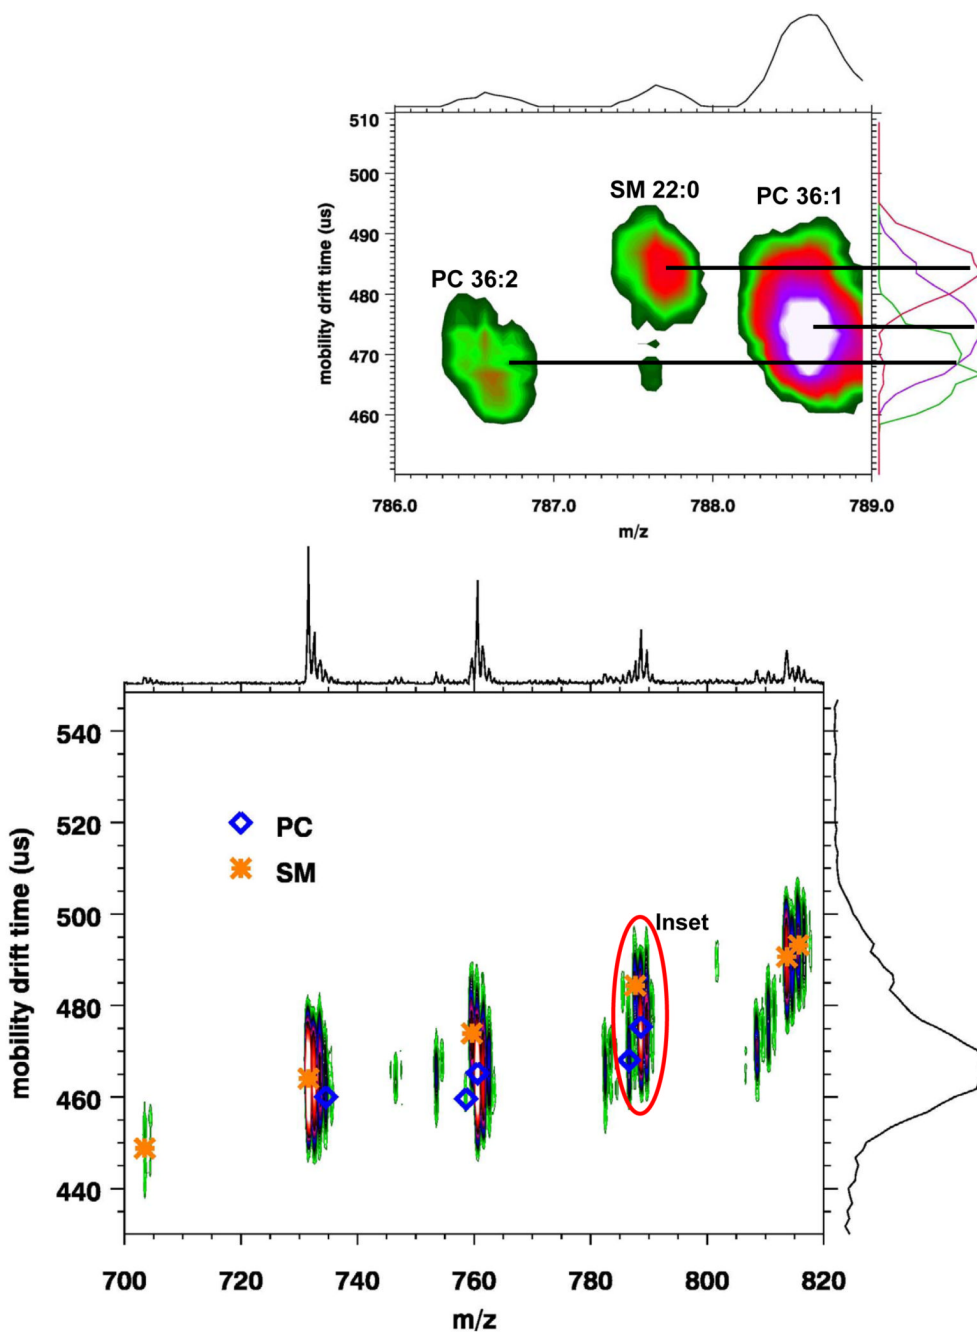 510
500
490
480
470
460
mobility drift time (us)
SM 22:0
PC 36:1
PC 36:2
786.0 787.0 788.0 789.0
m/z
540
520
500
480
460
440
mobility drift time (us)
PC
SM
Inset
700 720 740 760 780 800 820
m/z